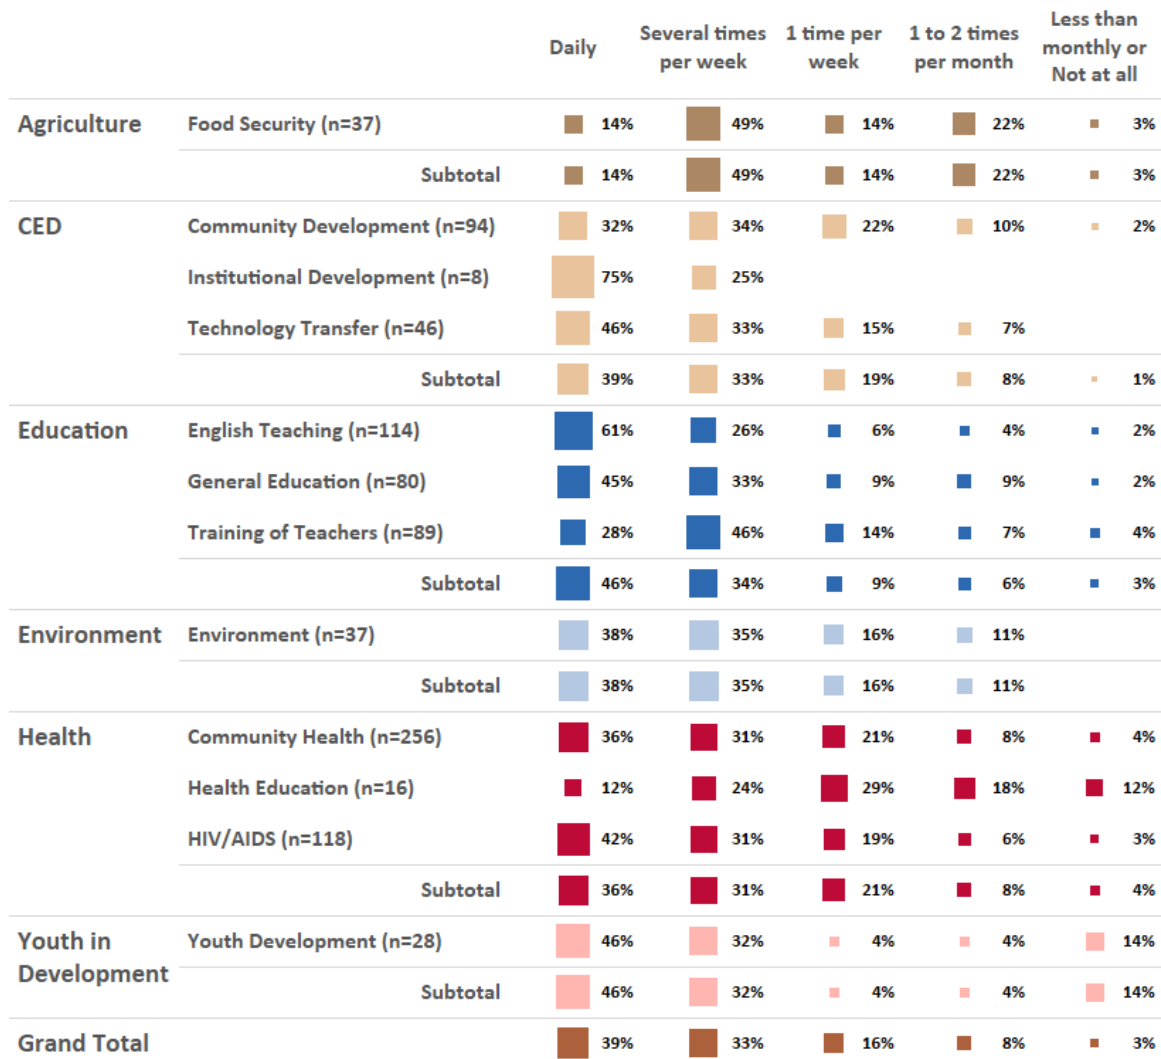 Daily Several times per week 1 time per week 1 to 2 times per month Less than monthly or Not at all
Agriculture Food Security (n=37) 14% 49% 14% 22% 3%
Subtotal 14% 49% 14% 22% 3%
CED Community Development (n=94) 32% 34% 22% 10% 2%
Institutional Development (n=8) 75% 25%
Technology Transfer (n=46) 46% 33% 15% 7%
Subtotal 39% 33% 19% 8% 1%
Education English Teaching (n=114) 61% 26% 6% 4% 2%
General Education (n=80) 45% 33% 9% 9% 2%
Training of Teachers (n=89) 28% 46% 14% 7% 4%
Subtotal 46% 34% 9% 6% 3%
Environment Environment (n=37) 38% 35% 16% 11%
Subtotal 38% 35% 16% 11%
Health Community Health (n=256) 36% 31% 21% 8% 4%
Health Education (n=16) 12% 24% 29% 18% 12%
HIV/AIDS (n=118) 42% 31% 19% 6% 3%
Subtotal 36% 31% 21% 8% 4%
Youth in Development Youth Development (n=28) 46% 32% 4% 4% 14%
Subtotal 46% 32% 4% 4% 14%
Grand Total 39% 33% 16% 8% 3%